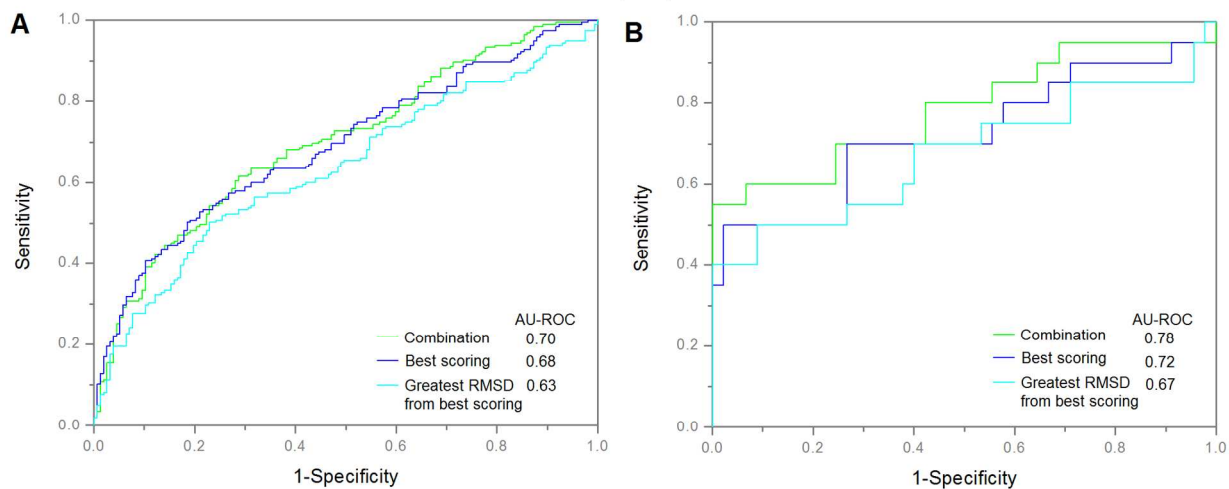 A
1.0
0.8
0.6
0.4
0.2
0.0
Sensitivity
AU-ROC
Combination 0.70
Best scoring 0.68
Greatest RMSD 0.63
from best scoring
0.0 0.2 0.4 0.6 0.8 1.0
1-Specificity
B
1.0
0.8
0.6
0.4
0.2
0.0
Sensitivity
AU-ROC
Combination 0.78
Best scoring 0.72
Greatest RMSD 0.67
from best scoring
0.0 0.2 0.4 0.6 0.8 1.0
1-Specificity